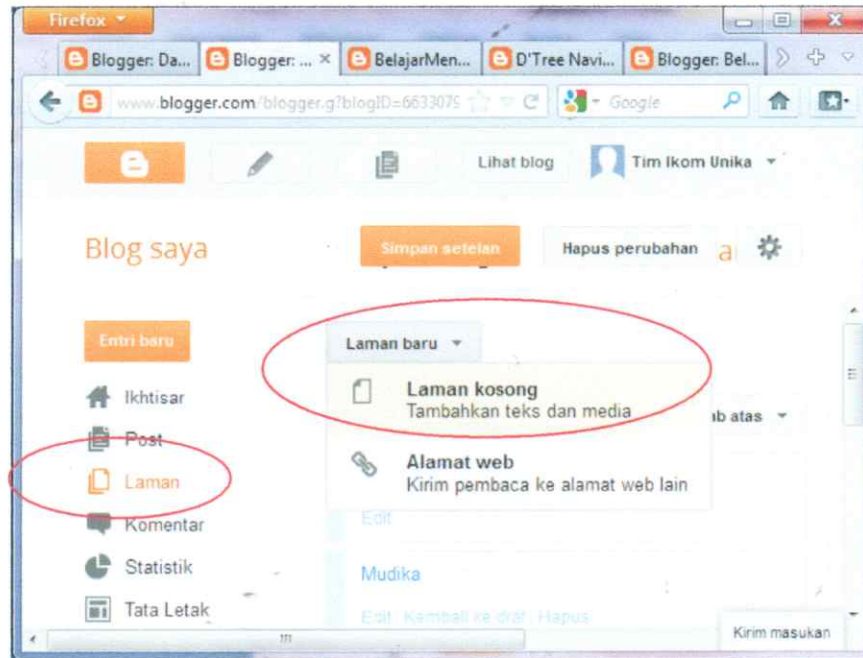 Firefox
Blogger: Da... Blogger: ... × BelajarMen... D'Tree Navi... Blogger: Bel...
www.blogger.com/blogger.g?blogID=6633079 Google
Lihat blog Tim Ikom Unika
Blog saya Simpan setelan Hapus perubahan
Entri baru Laman baru
Laman kosong
Ikhtisar Tambahkan teks dan media ab atas
Post
Alamat web
Laman Kirim pembaca ke alamat web lain
Komentar Edit
Statistik Mudika
Tata Letak Edit Kembali ke draf Hapus
Kirim masukan